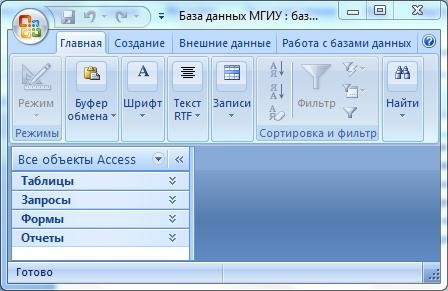 База данных МГИУ : баз...
Главная Создание Внешние данные Работа с базами данных
Режим
Буфер обмена
Шрифт
Текст RTF
Записи
Фильтр
Найти
Режимы
Сортировка и фильтр
Все объекты Access
Таблицы
Запросы
Формы
Отчеты
Готово